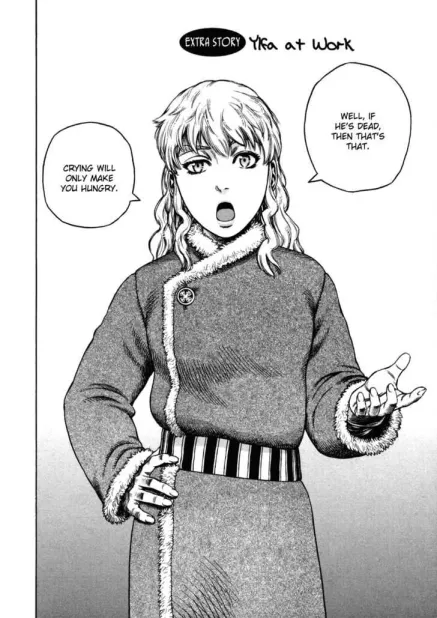 EXTRA STORY Ylfa at Work
WELL, IF
HE'S DEAD,
THEN THAT'S
THAT.
CRYING WILL
ONLY MAKE
YOU HUNGRY.